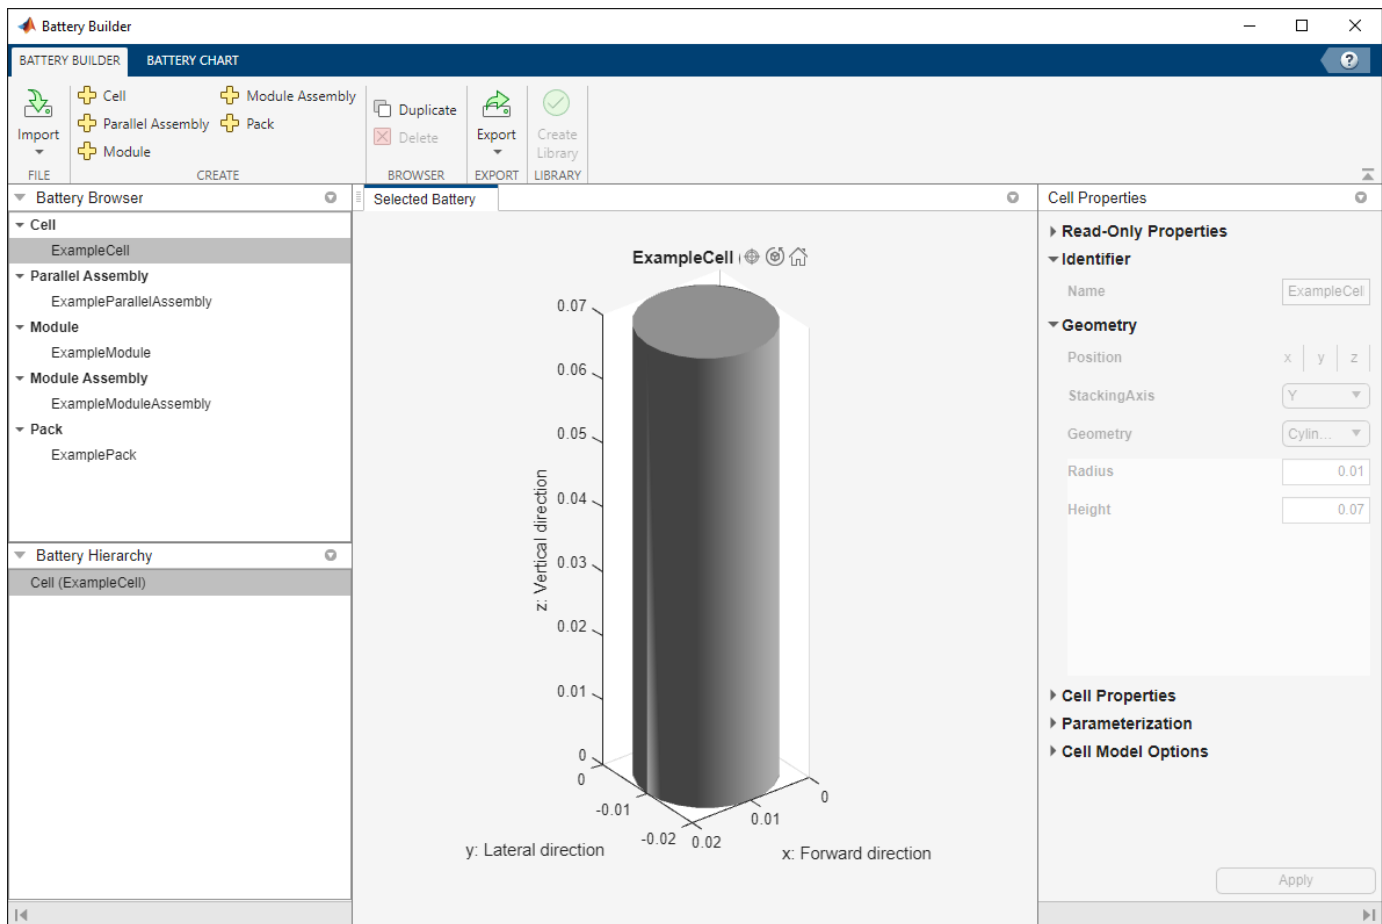 Battery Builder
BATTERY BUILDER BATTERY CHART
?
Import
Cell
Parallel Assembly
Module
Module Assembly
Pack
Duplicate
Delete
Export
Create
Library
FILE CREATE BROWSER EXPORT LIBRARY
Battery Browser
Cell
ExampleCell
Parallel Assembly
ExampleParallelAssembly
Module
ExampleModule
Module Assembly
ExampleModuleAssembly
Pack
ExamplePack
Battery Hierarchy
Cell (ExampleCell)
Selected Battery
ExampleCell (
0.07
0.06
0.05
0.04
0.03
0.02
0.01
0
z: Vertical direction
0
-0.01
-0.02
y: Lateral direction
0.02
0.01
0
x: Forward direction
Cell Properties
Read-Only Properties
Identifier
Name ExampleCell
Geometry
Position x y z
StackingAxis Y
Geometry Cylin...
Radius 0.01
Height 0.07
Cell Properties
Parameterization
Cell Model Options
Apply